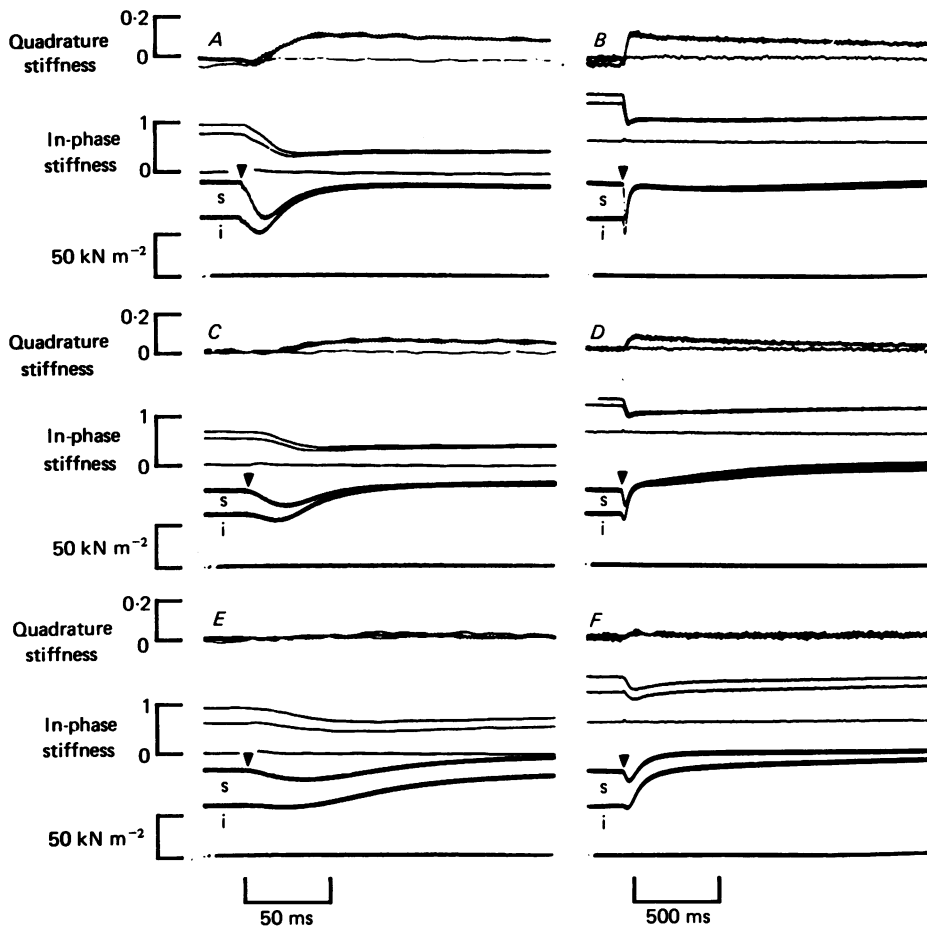 0·2
Quadrature
stiffness
0
A
B
1
In-phase
stiffness
0
s
i
s
i
50 kN m⁻²
0·2
Quadrature
stiffness
0
C
D
1
In-phase
stiffness
0
s
i
s
i
50 kN m⁻²
0·2
Quadrature
stiffness
0
E
F
1
In-phase
stiffness
0
s
i
s
i
50 kN m⁻²
50 ms
500 ms